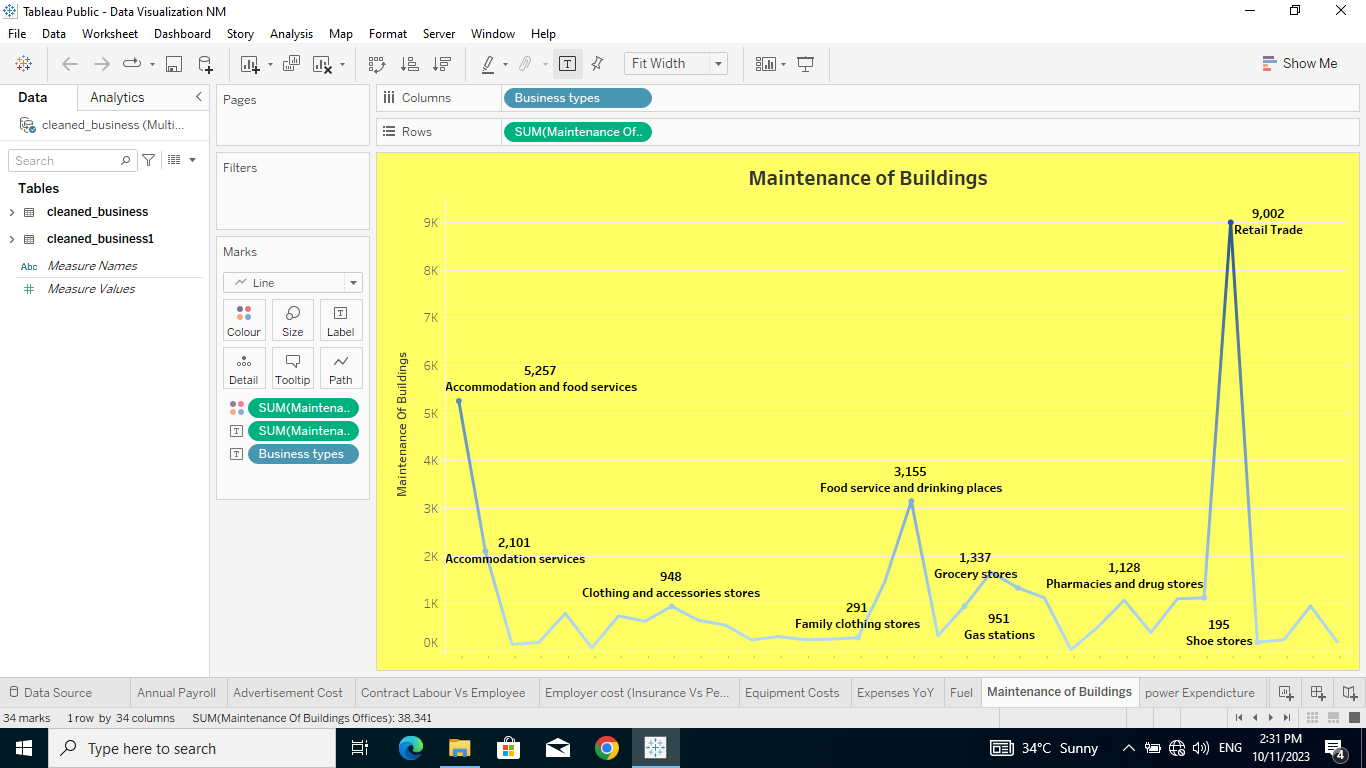 Tableau Public - Data Visualization NM
File Data Worksheet Dashboard Story Analysis Map Format Server Window Help
Fit Width
Show Me
Data Analytics
cleaned_business (Multi...
Search
Tables
cleaned_business
cleaned_business1
Abc Measure Names
# Measure Values
Pages
Filters
Marks
Line
Colour Size Label
Detail Tooltip Path
SUM(Maintena..
SUM(Maintena..
Business types
Columns Business types
Rows SUM(Maintenance Of..
Maintenance of Buildings
Maintenance Of Buildings
9K
8K
7K
6K
5K
4K
3K
2K
1K
0K
9,002
Retail Trade
5,257
Accommodation and food services
3,155
Food service and drinking places
2,101
Accommodation services
1,337
Grocery stores
1,128
Pharmacies and drug stores
948
Clothing and accessories stores
291
Family clothing stores
951
Gas stations
195
Shoe stores
Data Source Annual Payroll Advertisement Cost Contract Labour Vs Employee Employer cost (Insurance Vs Pe... Equipment Costs Expenses YoY Fuel Maintenance of Buildings power Expendicture
34 marks 1 row by 34 columns SUM(Maintenance Of Buildings Offices): 38,341
Type here to search
34°C Sunny
ENG
2:31 PM
10/11/2023
4